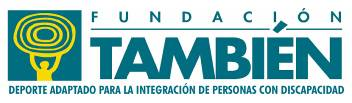 FUNDACIÓN
TAMBIÉN
DEPORTE ADAPTADO PARA LA INTEGRACIÓN DE PERSONAS CON DISCAPACIDAD